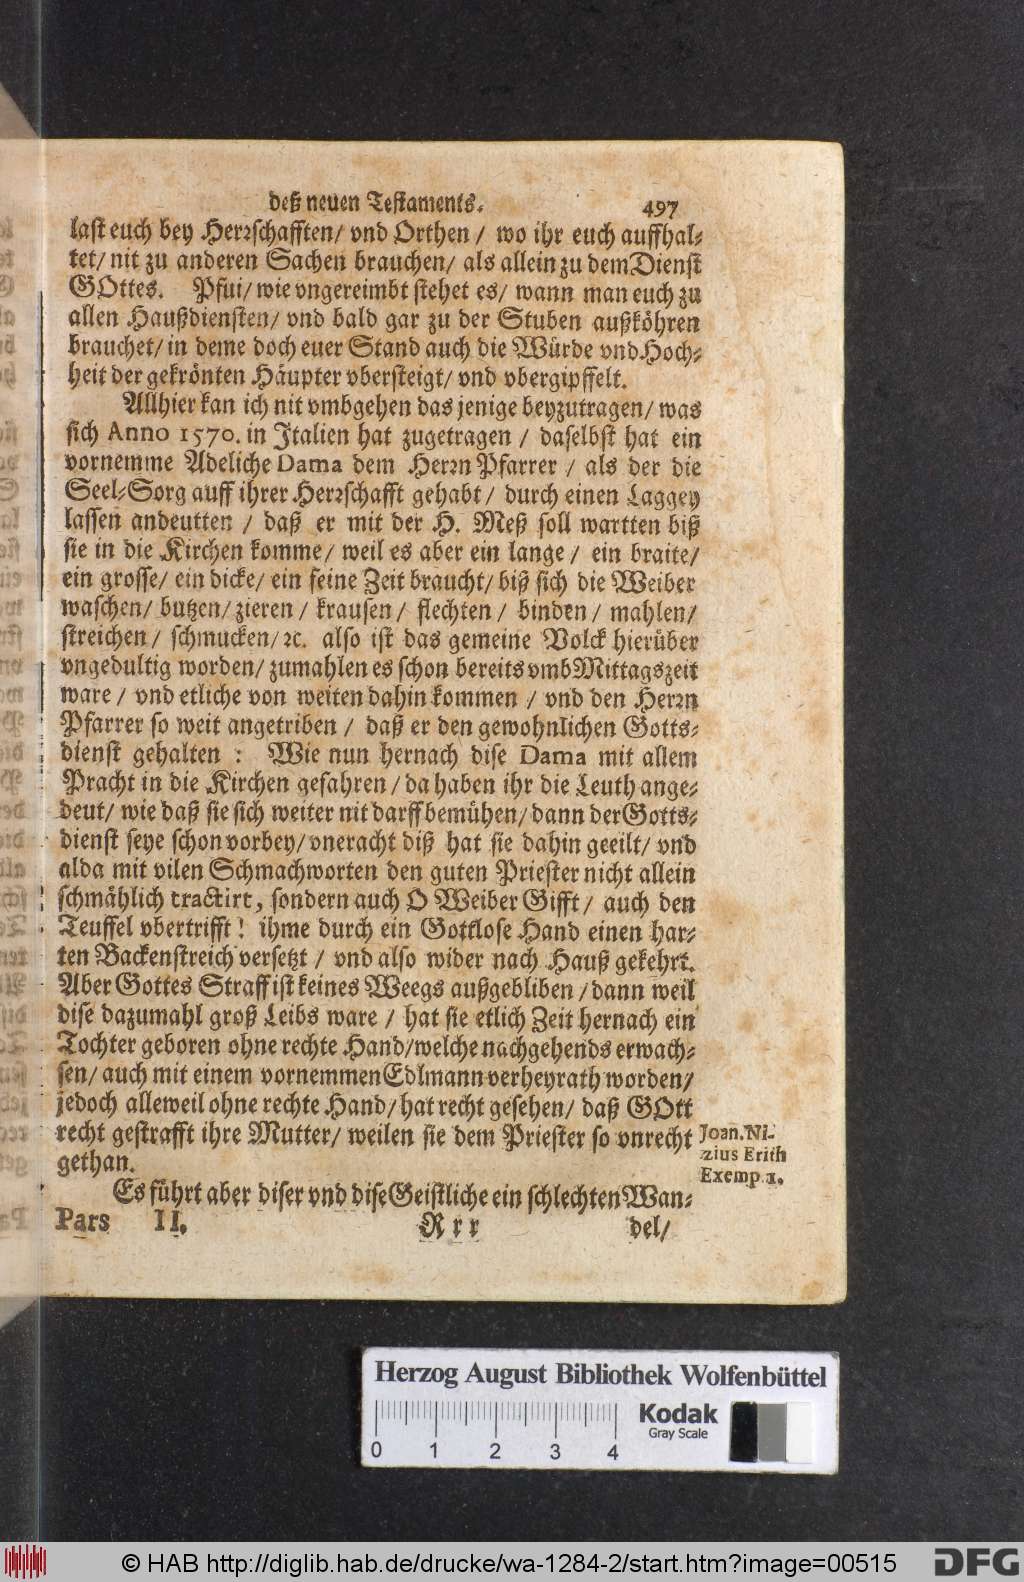 deß neuen Testaments. 497
last euch bey Herrschafften/ vnd Orthen / wo ihr euch auffhal-
tet/ nit zu anderen Sachen brauchen/ als allein zu dem Dienst
GOttes. Pfui/ wie vngereimbt stehet es/ wann man euch zu
allen Haußdiensten/ vnd bald gar zu der Stuben außköhren
brauchet/ in deme doch euer Stand auch die Würde vnd Hoch-
heit der gekrönten Häupter vbersteigt/ vnd vbergipffelt.
Allhier kan ich nit vmbgehen das jenige beyzutragen/ was
sich Anno 1570. in Italien hat zugetragen / daselbst hat ein
vornemme Adeliche Dama dem Herrn Pfarrer / als der die
Seel-Sorg auff ihrer Herrschafft gehabt / durch einen Laggey
lassen andeutten / daß er mit der H. Meß soll wartten biß
sie in die Kirchen komme/ weil es aber ein lange / ein braite/
ein grosse/ ein dicke/ ein feine Zeit braucht/ biß sich die Weiber
waschen/ butzen/ zieren / krausen / flechten / binden / mahlen/
streichen / schmucken/ ꝛc. also ist das gemeine Volck hierüber
vngedultig worden/ zumahlen es schon bereits vmb Mittagszeit
ware / vnd etliche von weiten dahin kommen / vnd den Herrn
Pfarrer so weit angetriben / daß er den gewohnlichen Gotts-
dienst gehalten : Wie nun hernach dise Dama mit allem
Pracht in die Kirchen gefahren / da haben ihr die Leuth ange-
deut/ wie daß sie sich weiter nit darff bemühen/ dann der Gotts-
dienst seye schon vorbey/ vneracht diß hat sie dahin geeilt/ vnd
alda mit vilen Schmachworten den guten Priester nicht allein
schmählich tractirt, sondern auch O Weiber Gifft / auch den
Teuffel vbertrifft! ihme durch ein Gottlose Hand einen har-
ten Backenstreich versetzt / vnd also wider nach Hauß gekehrt.
Aber Gottes Straff ist keines Weegs außgebliben / dann weil
dise dazumahl groß Leibs ware / hat sie etlich Zeit hernach ein
Tochter geboren ohne rechte Hand/welche nachgehends erwach-
sen/ auch mit einem vornemmen Edlmann verheyrath worden/
jedoch alleweil ohne rechte Hand/ hat recht gesehen/ daß GOtt
recht gestrafft ihre Mutter/ weilen sie dem Priester so vnrecht
gethan.
Joan. Ni-
zius Erith
Exemp. 1.
Es führt aber diser vnd dise Geistliche ein schlechten Wan-
Pars II. Rrr del/
Herzog August Bibliothek Wolfenbüttel
Kodak
Gray Scale
0 1 2 3 4
© HAB http://diglib.hab.de/drucke/wa-1284-2/start.htm?image=00515 DFG